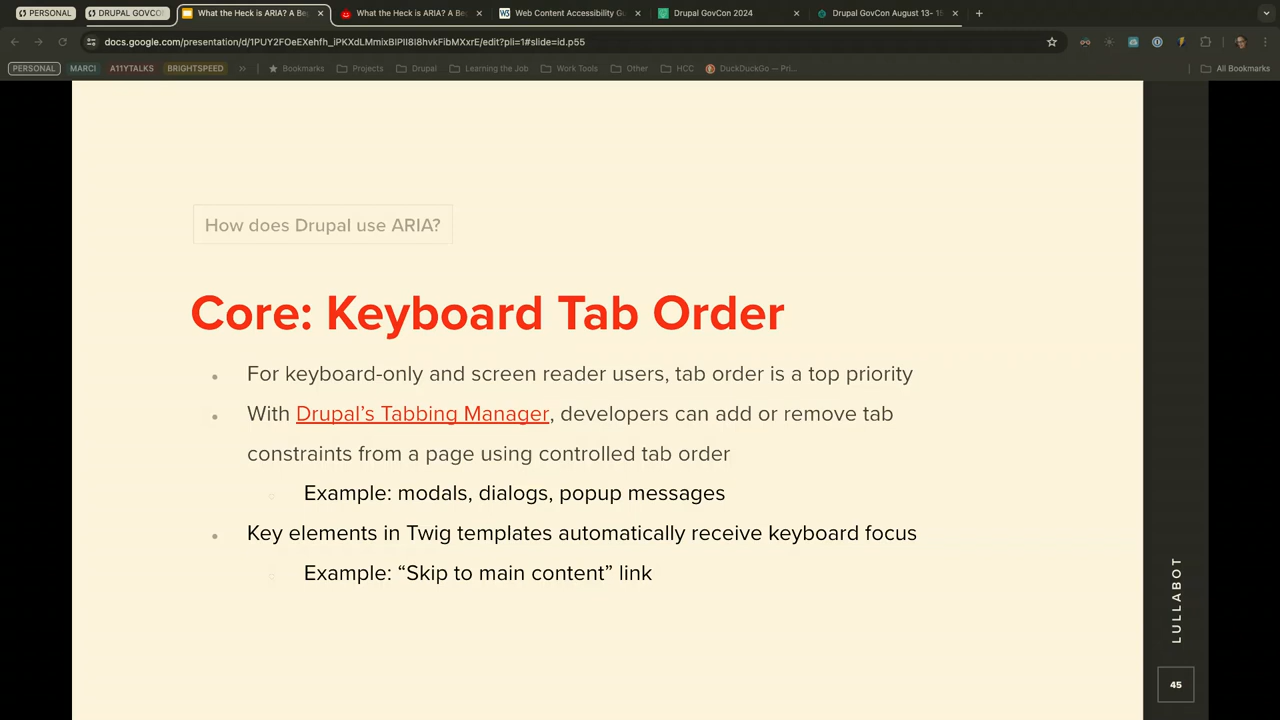 PERSONAL
DRUPAL GOVCO
What the Heck is ARIA? A Be
What the Heck is ARIA? A Be
Web Content Accessibility Gu
Drupal GovCon 2024
Drupal GovCon August 13- 15
docs.google.com/presentation/d/1PUY2FOeEXehfh_iPKXdLMmixBIPlI8I8hvkFibMXxrE/edit?pli=1#slide=id.p55
PERSONAL
MARCI
A11YTALKS
BRIGHTSPEED
»
Bookmarks
Projects
Drupal
Learning the Job
Work Tools
Other
HCC
DuckDuckGo — Pri...
All Bookmarks
How does Drupal use ARIA?
Core: Keyboard Tab Order
• For keyboard-only and screen reader users, tab order is a top priority
• With Drupal's Tabbing Manager, developers can add or remove tab
constraints from a page using controlled tab order
○ Example: modals, dialogs, popup messages
• Key elements in Twig templates automatically receive keyboard focus
○ Example: “Skip to main content” link
LULLABOT
45